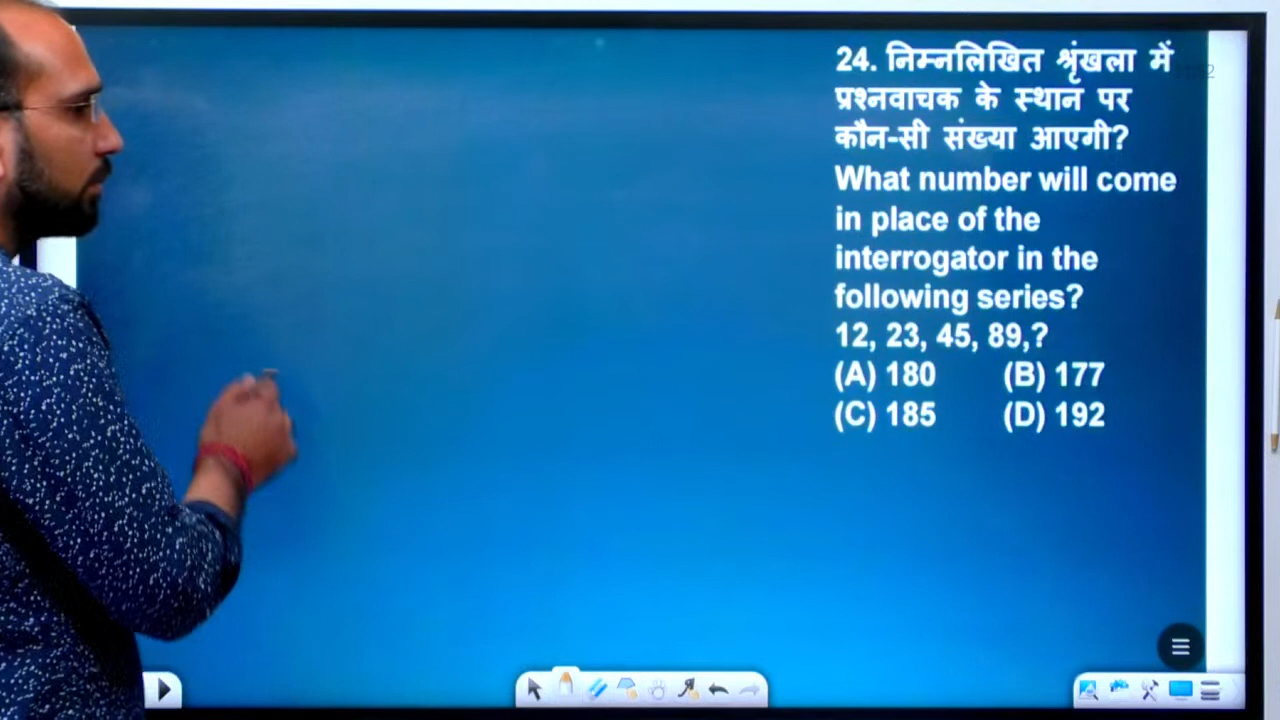 24. निम्नलिखित श्रृंखला में
प्रश्नवाचक के स्थान पर
कौन-सी संख्या आएगी?
What number will come
in place of the
interrogator in the
following series?
12, 23, 45, 89,?
(A) 180 (B) 177
(C) 185 (D) 192